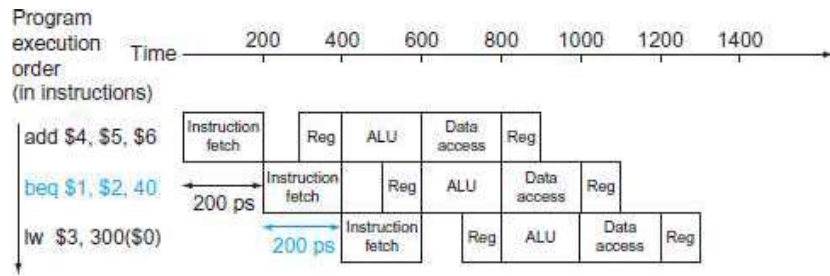 Program
execution
order
(in instructions)
Time
200 400 600 800 1000 1200 1400
add $4, $5, $6
Instruction
fetch
Reg
ALU
Data
access
Reg
beq $1, $2, 40
200 ps
Instruction
fetch
Reg
ALU
Data
access
Reg
lw $3, 300($0)
200 ps
Instruction
fetch
Reg
ALU
Data
access
Reg